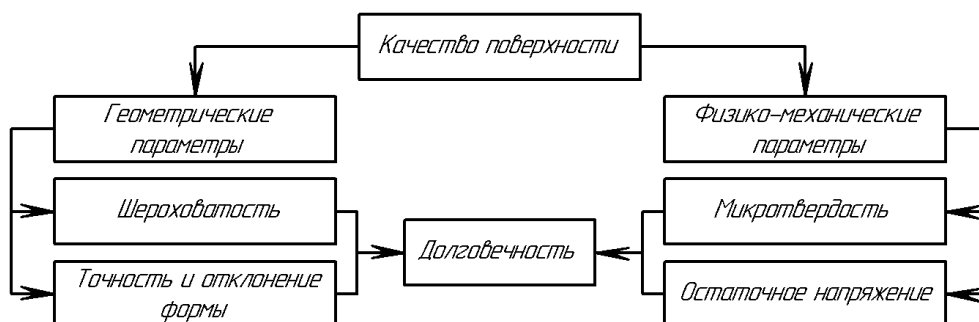 Качество поверхности
Геометрические
параметры
Физико-механические
параметры
Шероховатость
Микротвердость
Долговечность
Точность и отклонение
формы
Остаточное напряжение